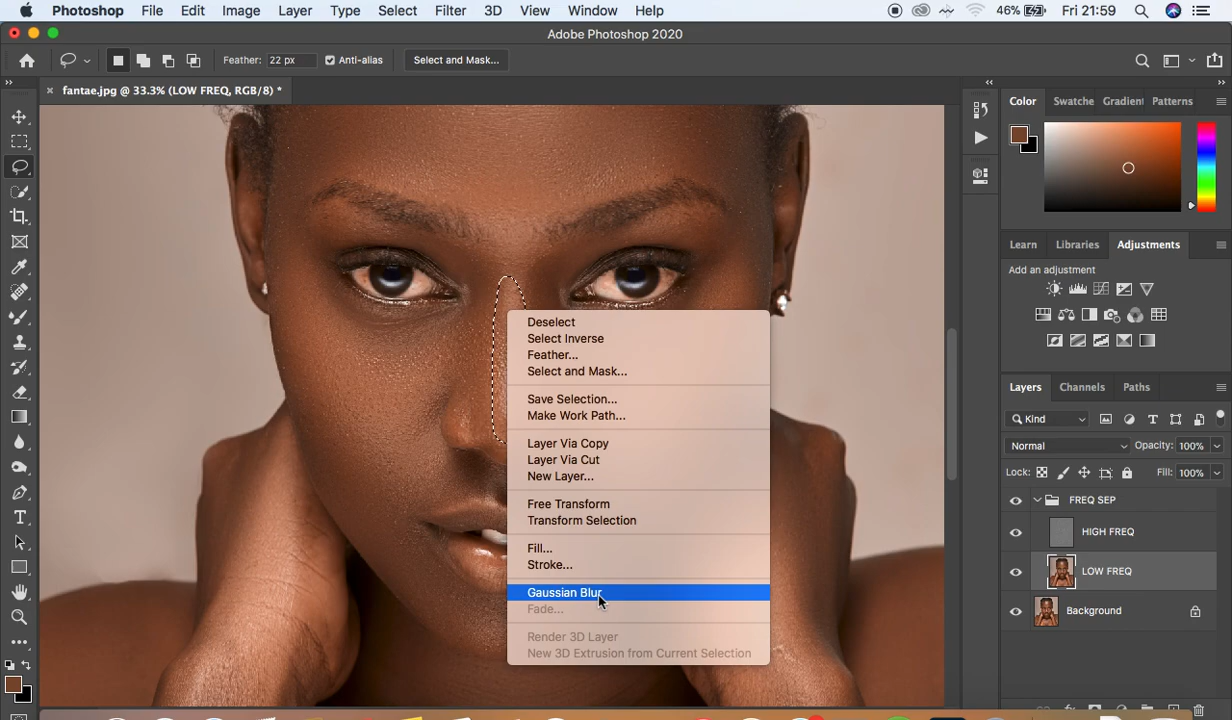 Photoshop File Edit Image Layer Type Select Filter 3D View Window Help 46% Fri 21:59
Adobe Photoshop 2020
Feather: 22 px Anti-alias Select and Mask...
fantae.jpg @ 33.3% (LOW FREQ, RGB/8) *
Color Swatche Gradien Patterns
Learn Libraries Adjustments
Add an adjustment
Deselect
Select Inverse
Feather...
Select and Mask...
Save Selection...
Make Work Path...
Layer Via Copy
Layer Via Cut
New Layer...
Free Transform
Transform Selection
Fill...
Stroke...
Gaussian Blur
Fade...
Render 3D Layer
New 3D Extrusion from Current Selection
Layers Channels Paths
Kind
Normal Opacity: 100%
Lock: Fill: 100%
FREQ SEP
HIGH FREQ
LOW FREQ
Background